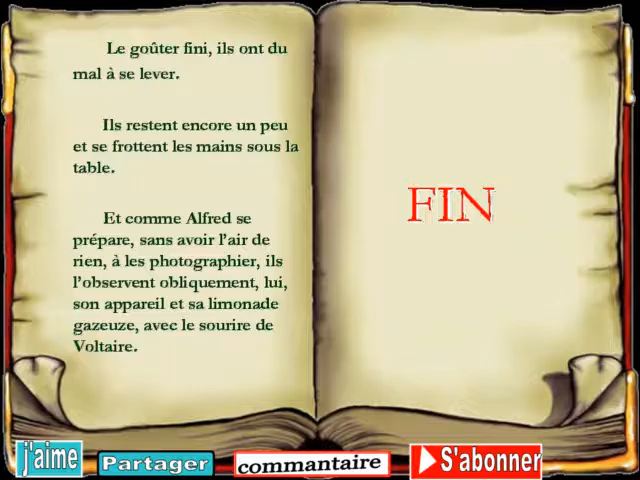 Le goûter fini, ils ont du
mal à se lever.
Ils restent encore un peu
et se frottent les mains sous la
table.
Et comme Alfred se
prépare, sans avoir l'air de
rien, à les photographier, ils
l'observent obliquement, lui,
son appareil et sa limonade
gazeuze, avec le sourire de
Voltaire.
FIN
j'aime
Partager
commantaire
S'abonner